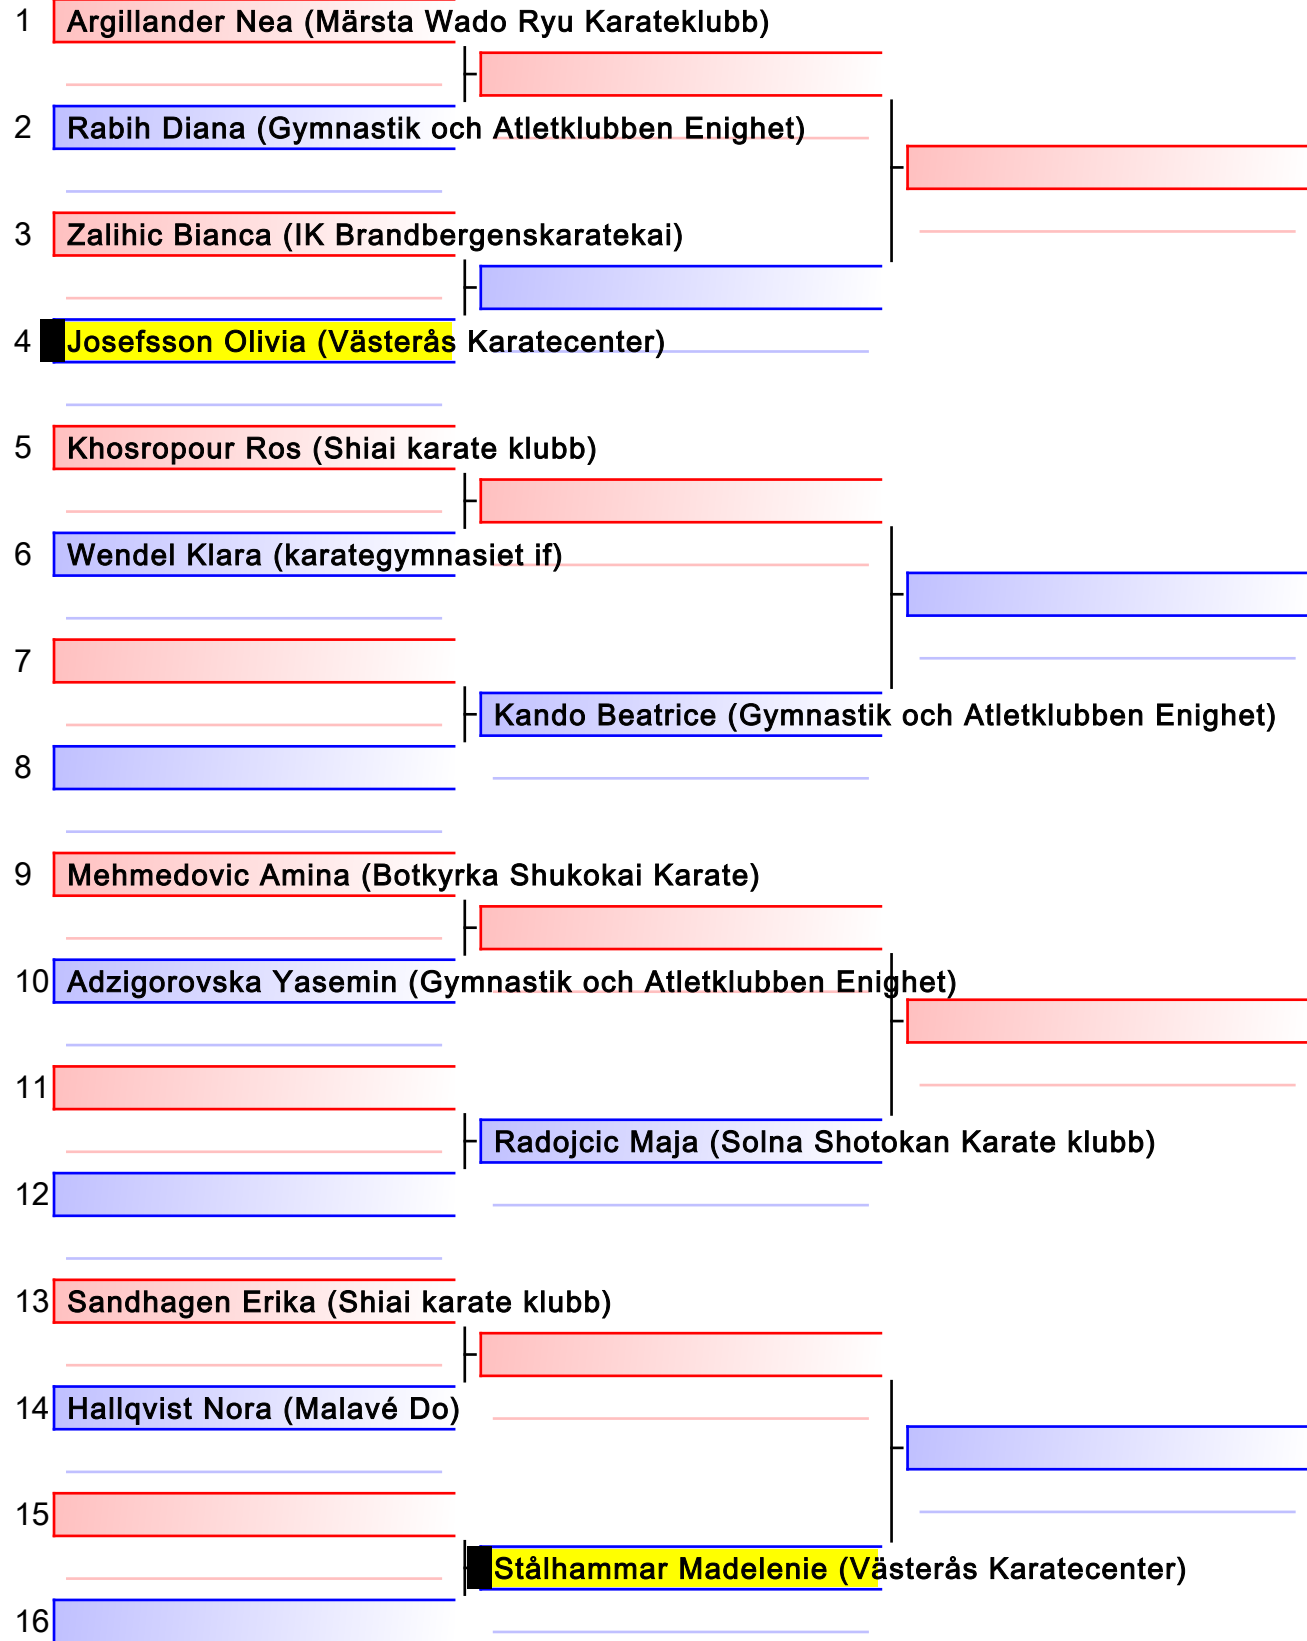 1 Argillander Nea (Märsta Wado Ryu Karateklubb)
2 Rabih Diana (Gymnastik och Atletklubben Enighet)
3 Zalihic Bianca (IK Brandbergenskaratekai)
4 Josefsson Olivia (Västerås Karatecenter)
5 Khosropour Ros (Shiai karate klubb)
6 Wendel Klara (karategymnasiet if)
7
Kando Beatrice (Gymnastik och Atletklubben Enighet)
8
9 Mehmedovic Amina (Botkyrka Shukokai Karate)
10 Adzigorovska Yasemin (Gymnastik och Atletklubben Enighet)
11
Radojcic Maja (Solna Shotokan Karate klubb)
12
13 Sandhagen Erika (Shiai karate klubb)
14 Hallqvist Nora (Malavé Do)
15
Stålhammar Madelenie (Västerås Karatecenter)
16